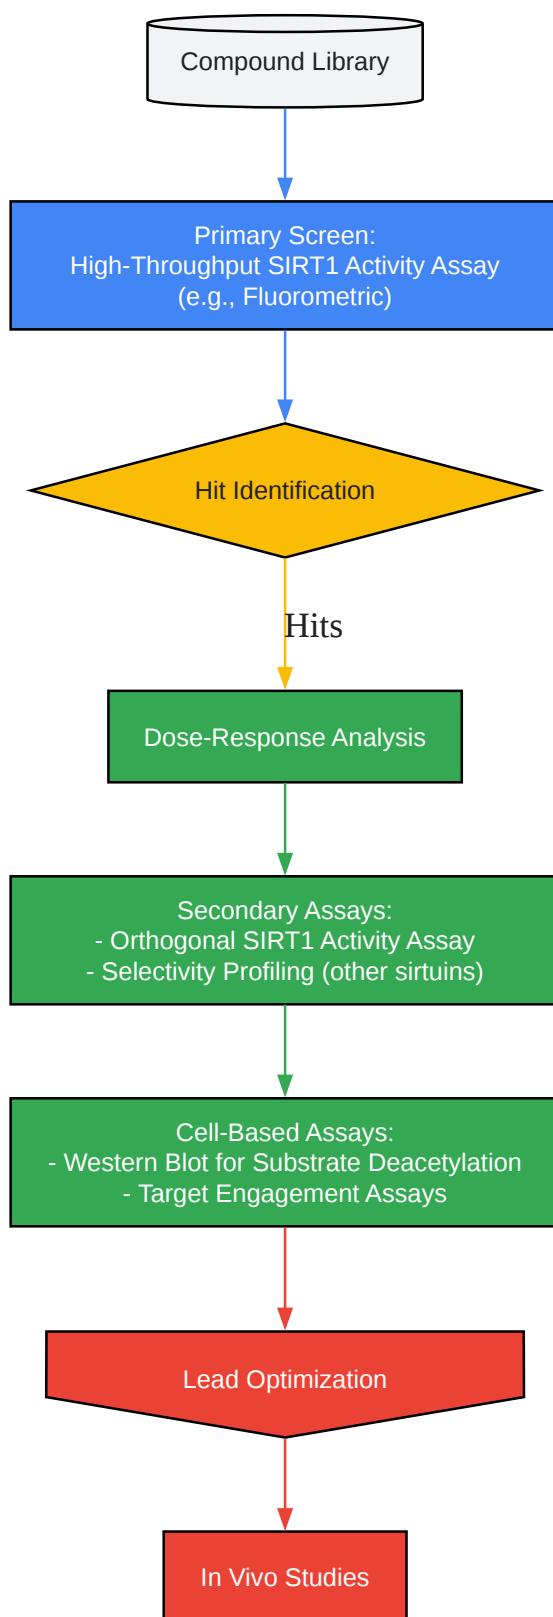 Compound Library
Primary Screen:
High-Throughput SIRT1 Activity Assay
(e.g., Fluorometric)
Hit Identification
Hits
Dose-Response Analysis
Secondary Assays:
- Orthogonal SIRT1 Activity Assay
- Selectivity Profiling (other sirtuins)
Cell-Based Assays:
- Western Blot for Substrate Deacetylation
- Target Engagement Assays
Lead Optimization
In Vivo Studies